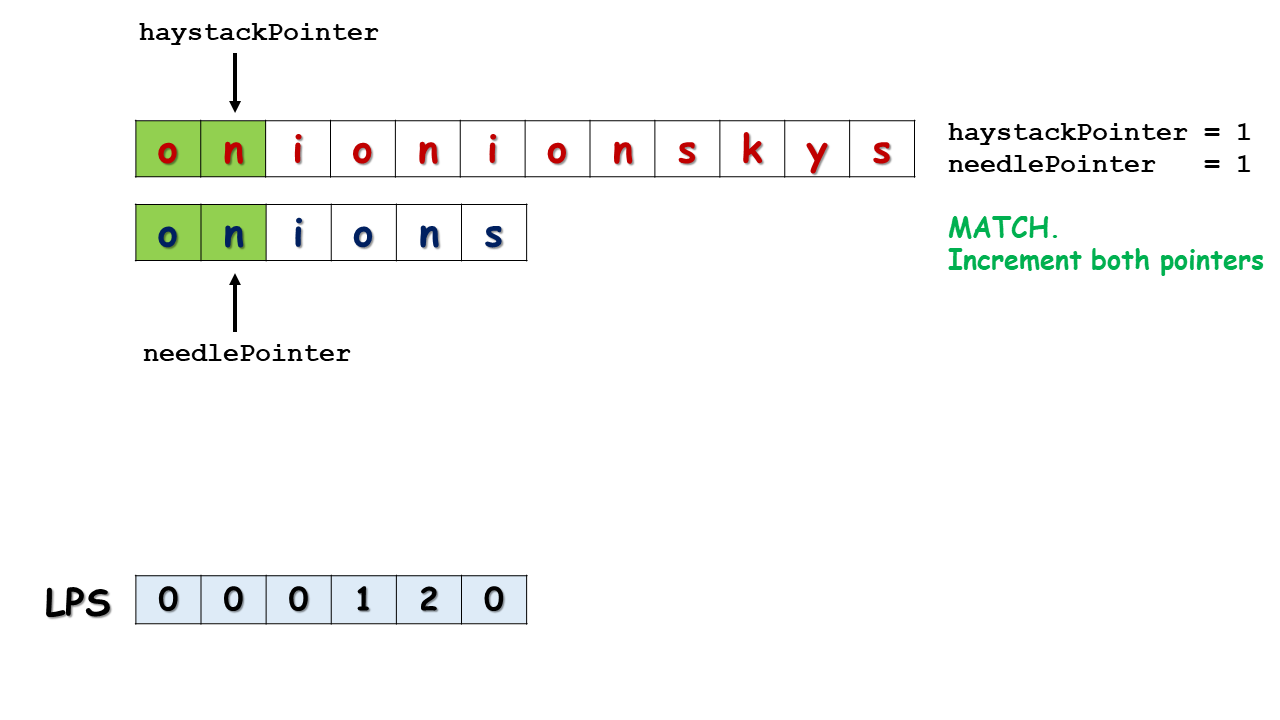 haystackPointer
o n i o n i o n s k y s
haystackPointer = 1
needlePointer = 1
o n i o n s
MATCH.
Increment both pointers
needlePointer
LPS 0 0 0 1 2 0